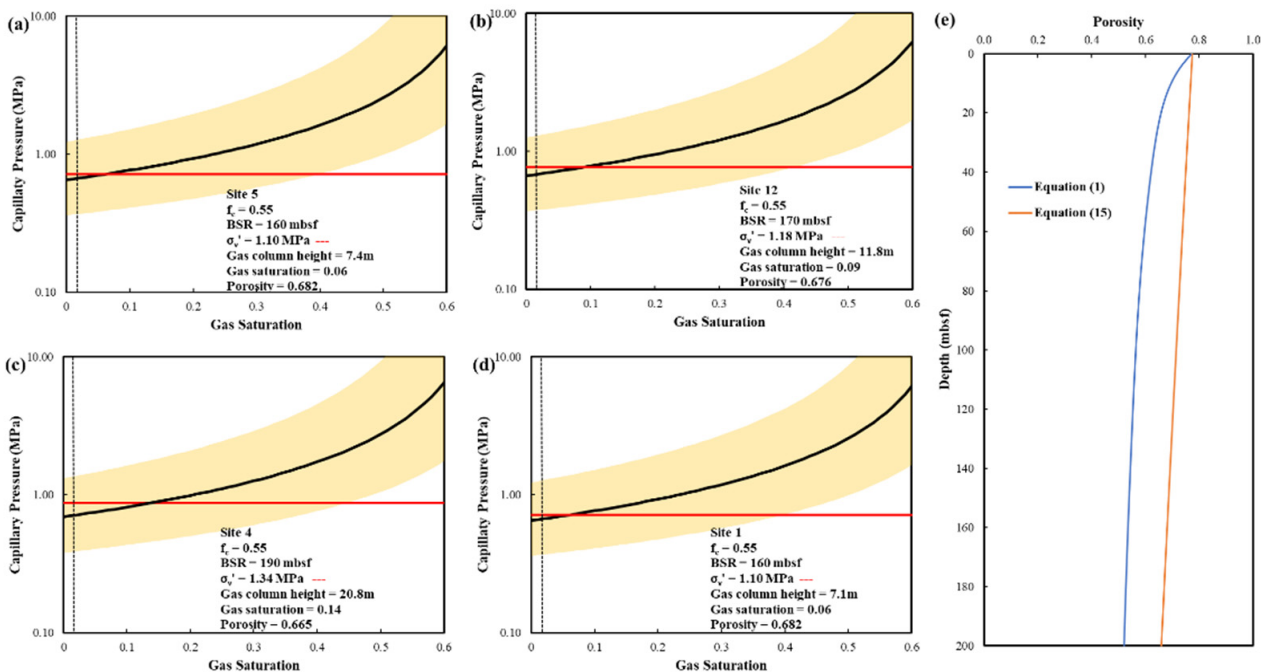 (a)
10.00
1.00
0.10
Capillary Pressure (MPa)
Site 5
fc = 0.55
BSR = 160 mbsf
σv' = 1.10 MPa ---
Gas column height = 7.4m
Gas saturation = 0.06
Porosity = 0.682
0 0.1 0.2 0.3 0.4 0.5 0.6
Gas Saturation
(b)
10.00
1.00
0.10
Capillary Pressure (MPa)
Site 12
fc = 0.55
BSR = 170 mbsf
σv' = 1.18 MPa
Gas column height = 11.8m
Gas saturation = 0.09
Porosity = 0.676
0 0.1 0.2 0.3 0.4 0.5 0.6
Gas Saturation
(c)
10.00
1.00
0.10
Capillary Pressure (MPa)
Site 4
fc = 0.55
BSR = 190 mbsf
σv' = 1.34 MPa ---
Gas column height = 20.8m
Gas saturation = 0.14
Porosity = 0.665
0 0.1 0.2 0.3 0.4 0.5 0.6
Gas Saturation
(d)
10.00
1.00
0.10
Capillaty Pressure (MPa)
Site 1
fc = 0.55
BSR = 160 mbsf
σv' = 1.10 MPa ---
Gas column height = 7.1m
Gas saturation = 0.06
Porosity = 0.682
0 0.1 0.2 0.3 0.4 0.5 0.6
Gas Saturation
(e)
Porosity
0.0 0.2 0.4 0.6 0.8 1.0
0
20
40
60
80
100
120
140
160
180
200
Depth (mbsf)
Equation (1)
Equation (15)